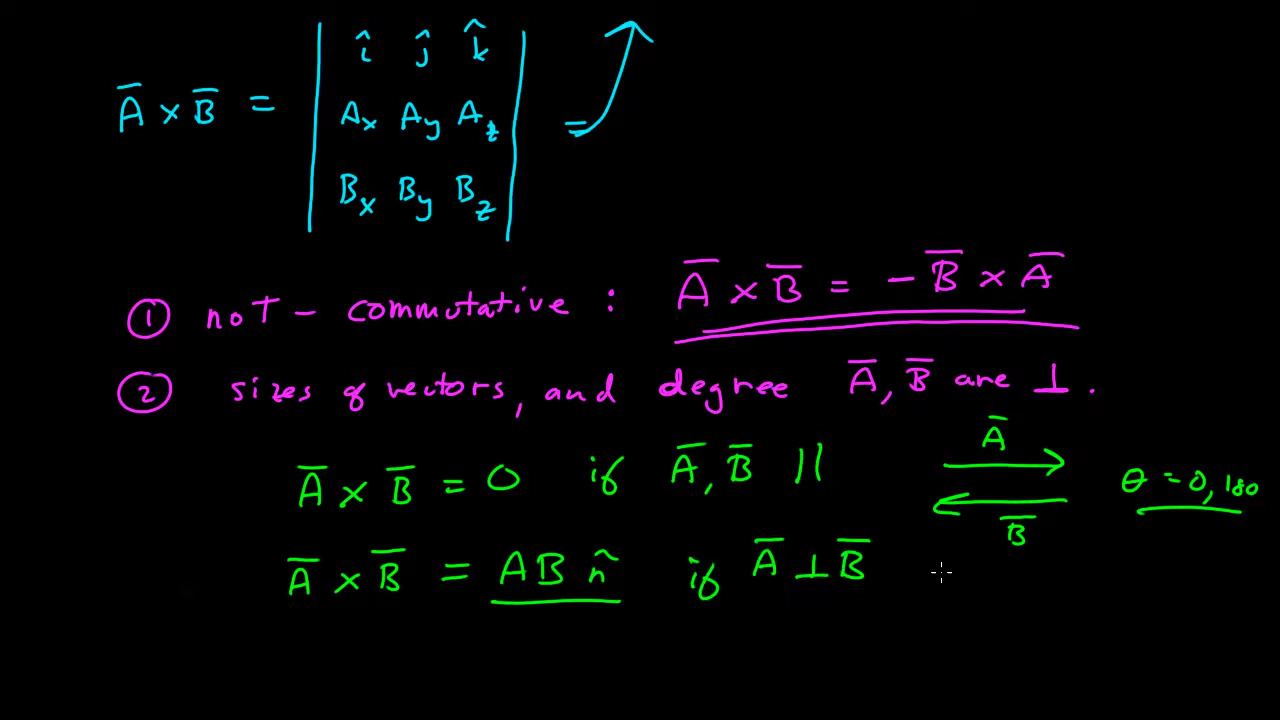 î ĵ k̂
A̅ × B̅ = | Ax Ay Az | =
Bx By Bz
① not - commutative : A̅ × B̅ = - B̅ × A̅
② sizes of vectors, and degree A̅, B̅ are ⊥.
A̅ × B̅ = 0 if A̅, B̅ || A̅ θ = 0, 180
B̅
A̅ × B̅ = A B n̂ if A̅ ⊥ B̅